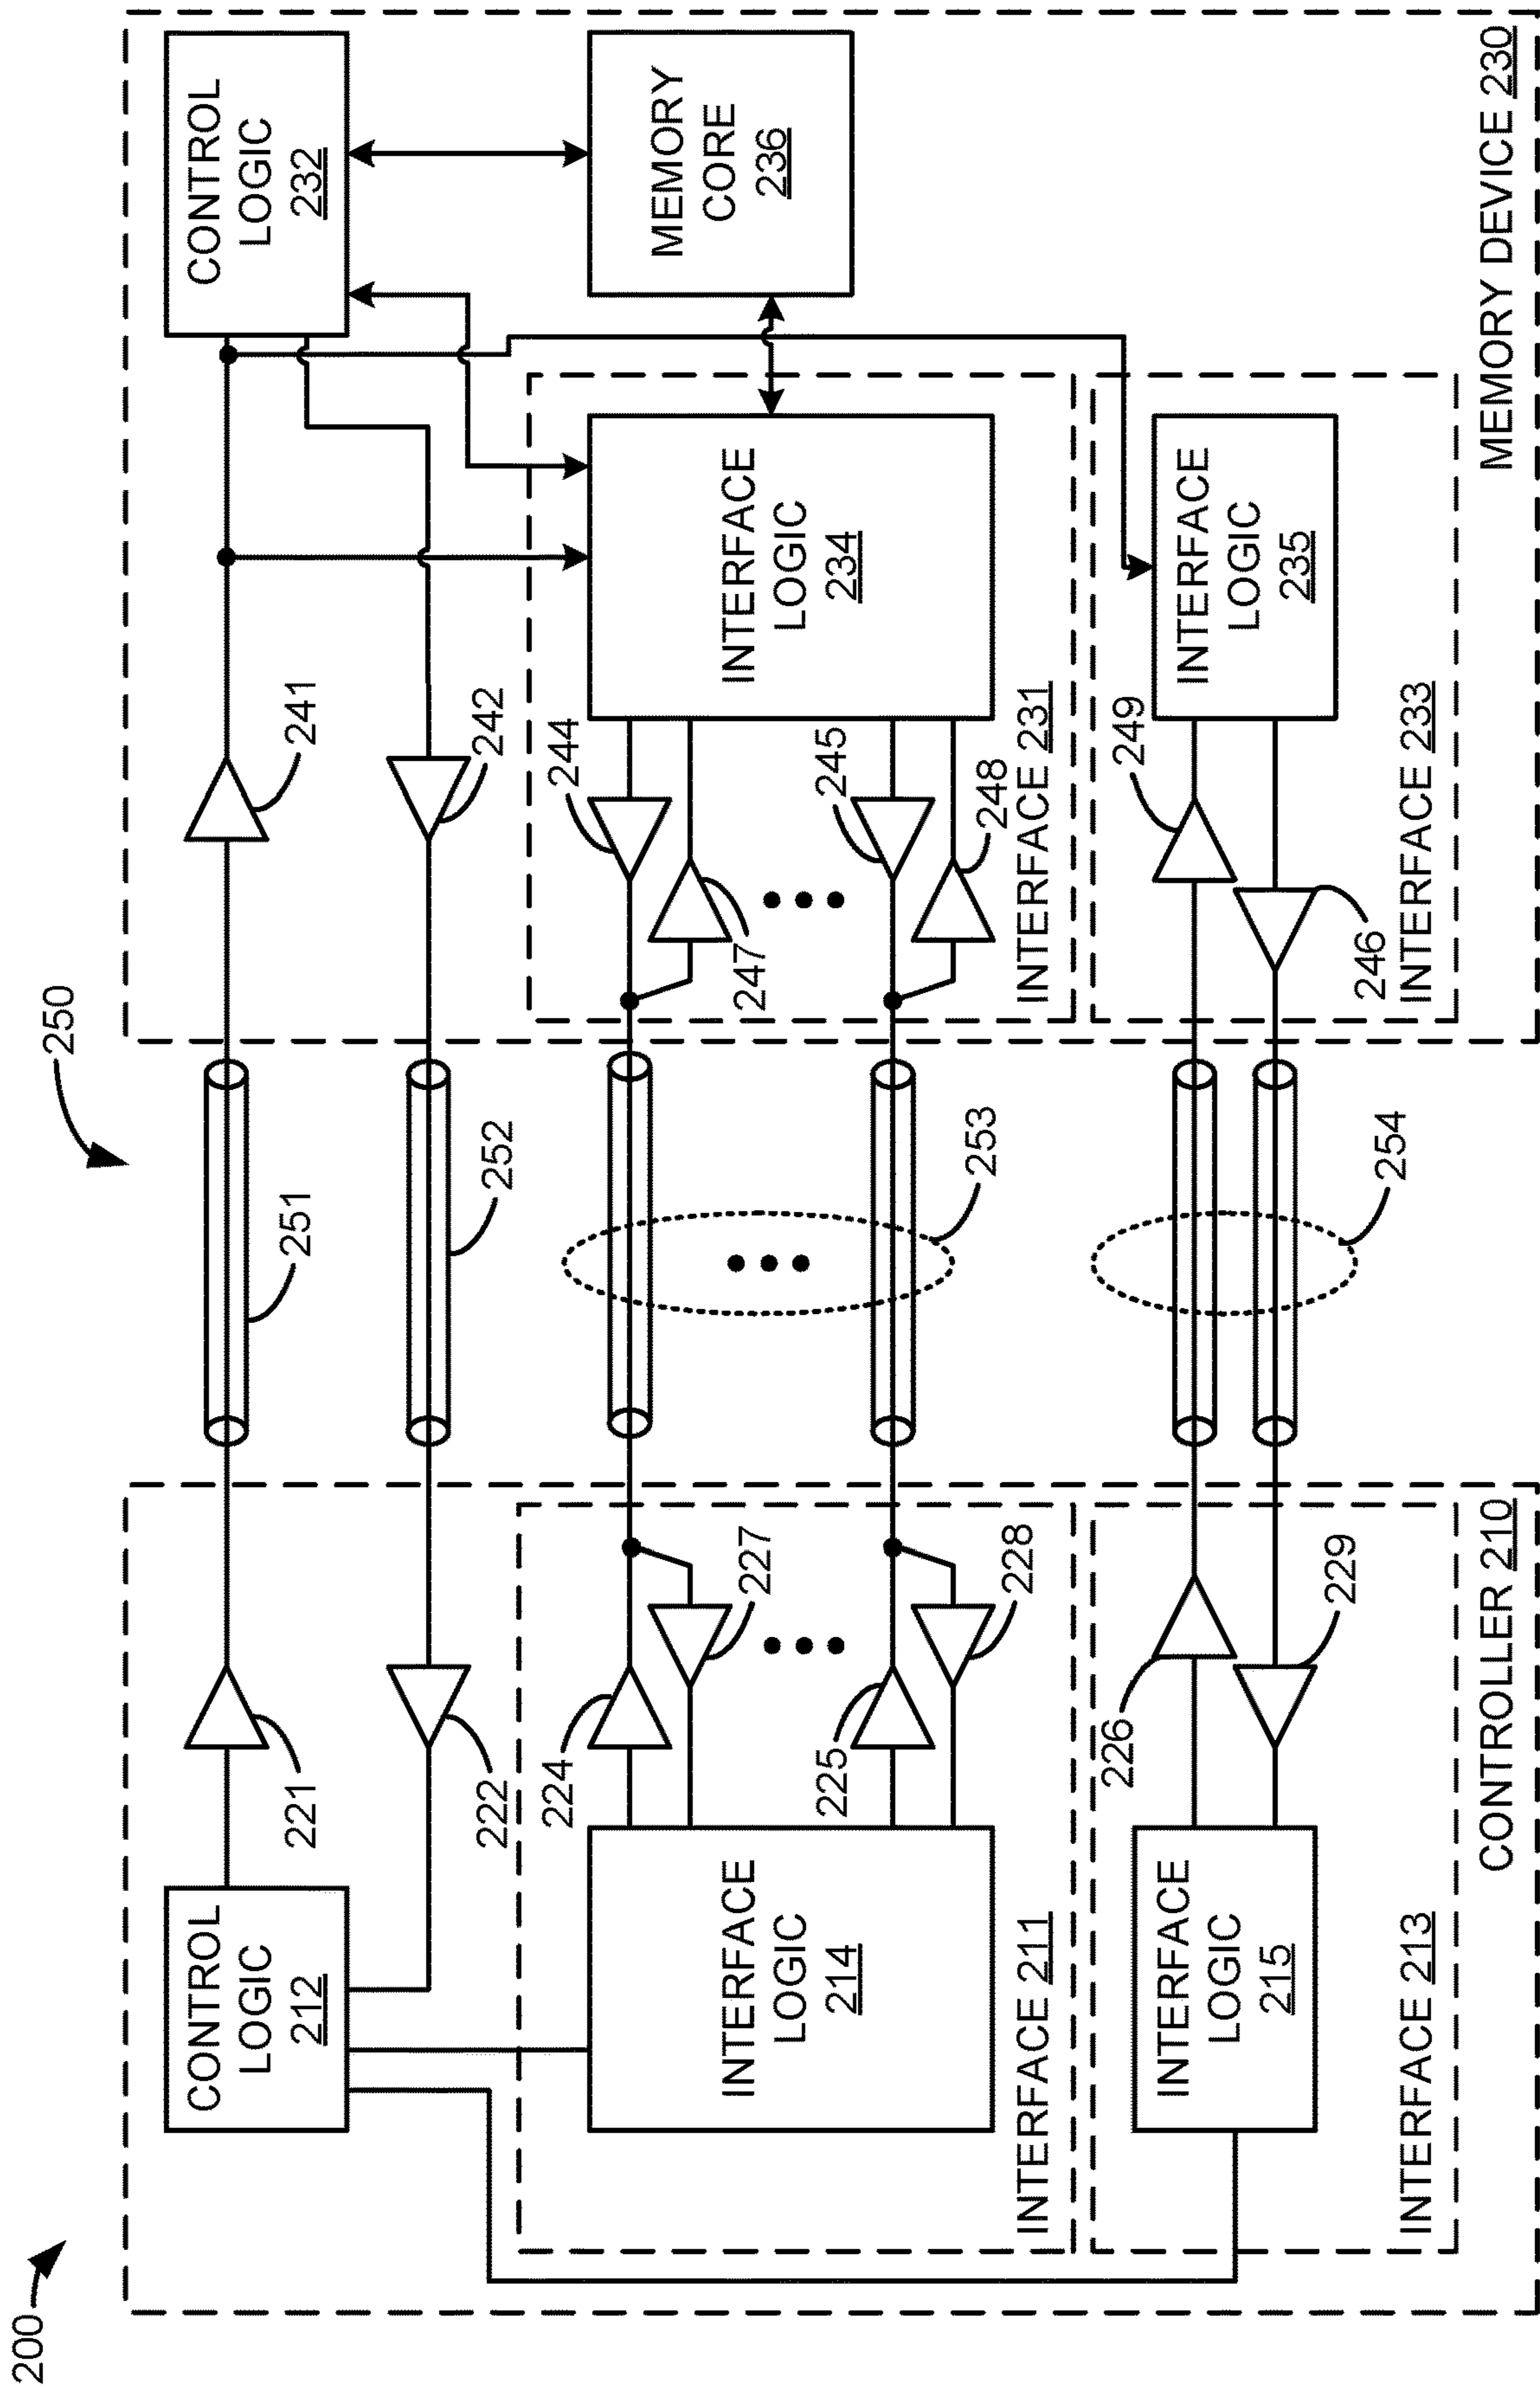 200
250
CONTROL
LOGIC
212
221
222
INTERFACE
LOGIC
214
224
227
225
228
INTERFACE 211
INTERFACE
LOGIC
215
226
229
INTERFACE 213
CONTROLLER 210
251
252
253
254
241
242
CONTROL
LOGIC
232
MEMORY
CORE
236
244
247
245
248
INTERFACE
LOGIC
234
INTERFACE 231
249
246
INTERFACE
LOGIC
235
INTERFACE 233
MEMORY DEVICE 230